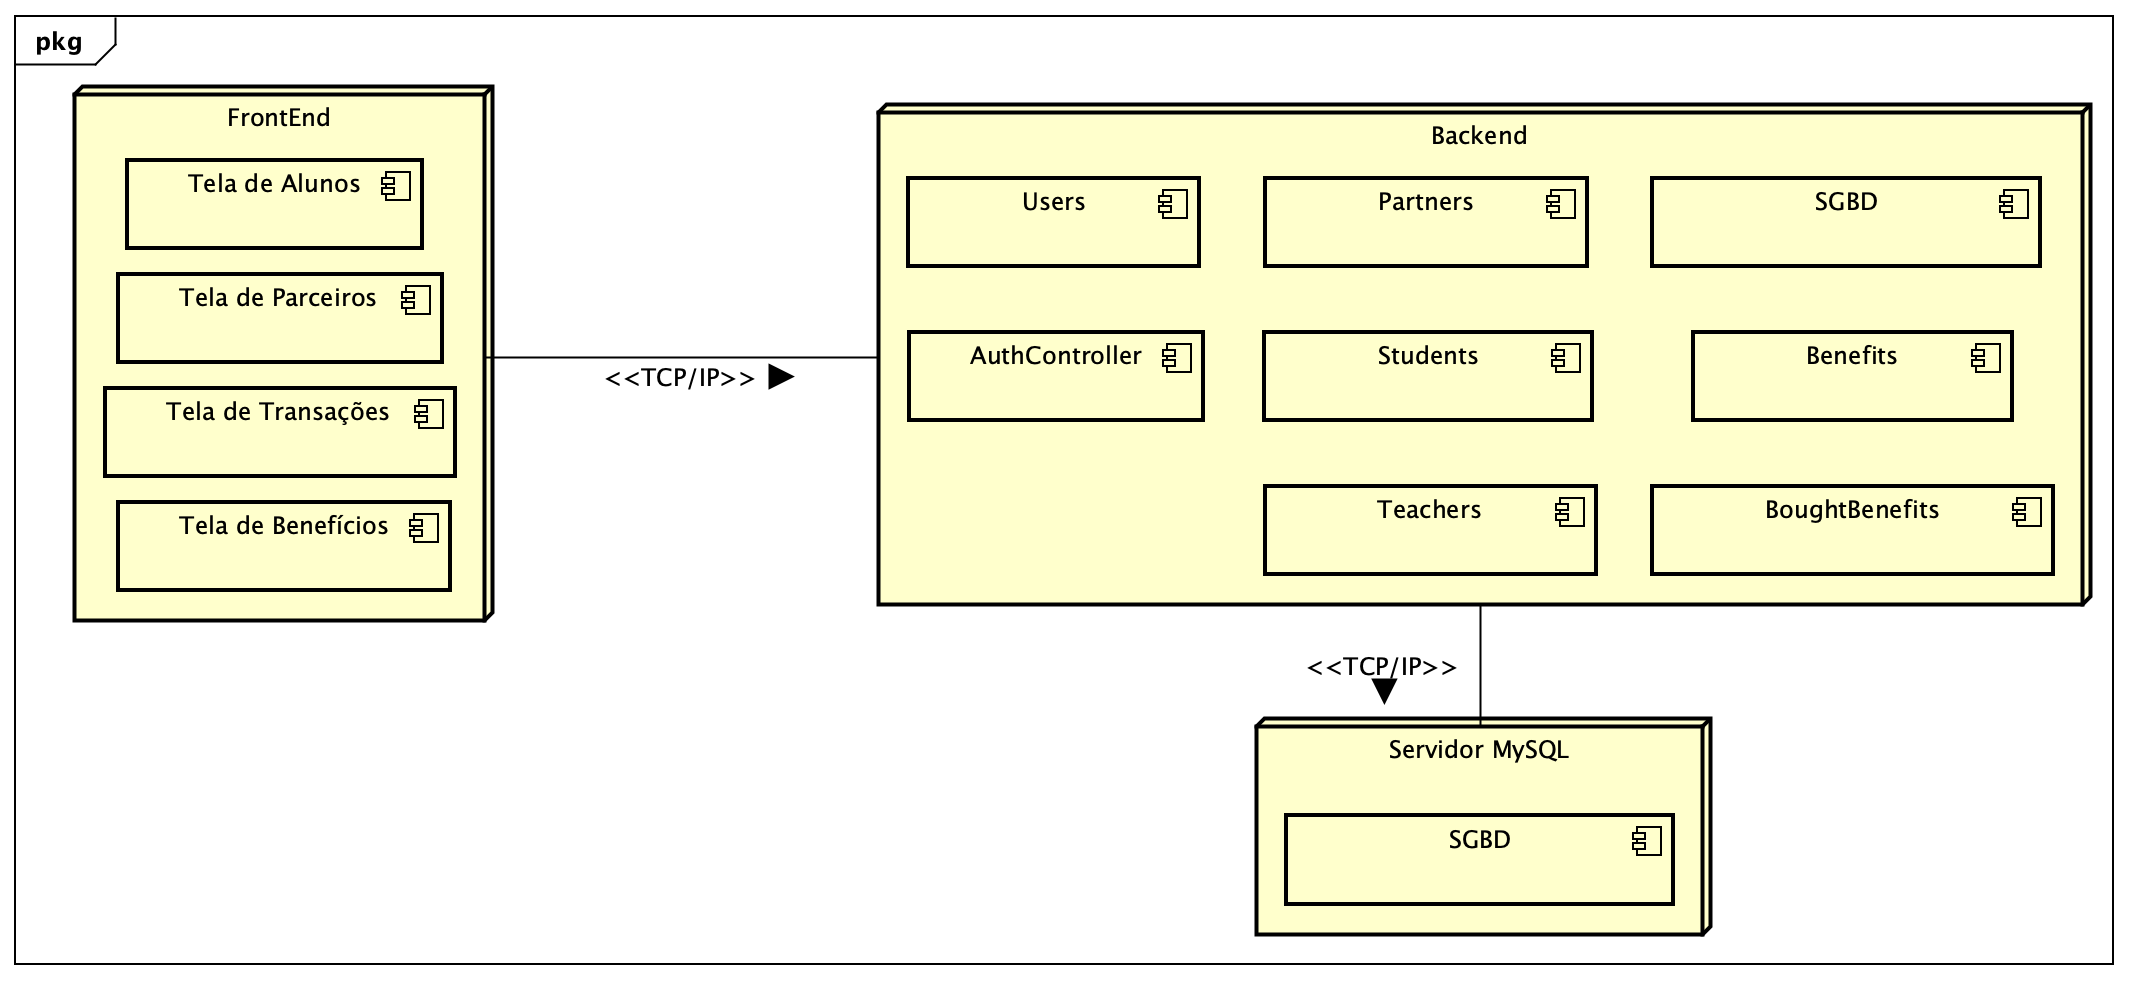 pkg
FrontEnd
Tela de Alunos
Tela de Parceiros
Tela de Transações
Tela de Benefícios
<<TCP/IP>>
Backend
Users
Partners
SGBD
AuthController
Students
Benefits
Teachers
BoughtBenefits
<<TCP/IP>>
Servidor MySQL
SGBD